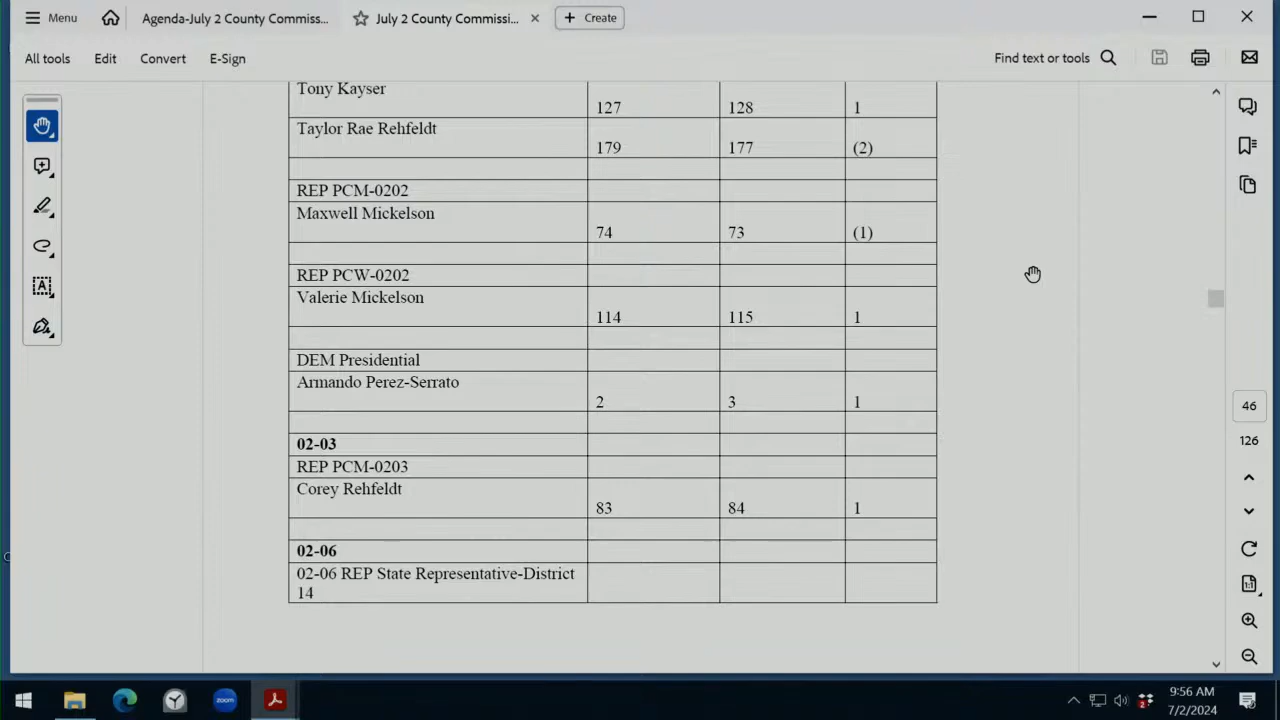 Menu
Agenda-July 2 County Commiss...
July 2 County Commissi...
Create
All tools
Edit
Convert
E-Sign
Find text or tools
Tony Kayser
127 128 1
Taylor Rae Rehfeldt
179 177 (2)
REP PCM-0202
Maxwell Mickelson
74 73 (1)
REP PCW-0202
Valerie Mickelson
114 115 1
DEM Presidential
Armando Perez-Serrato
2 3 1
02-03
REP PCM-0203
Corey Rehfeldt
83 84 1
02-06
02-06 REP State Representative-District
14
46
126
1:1
zoom
2
9:56 AM
7/2/2024